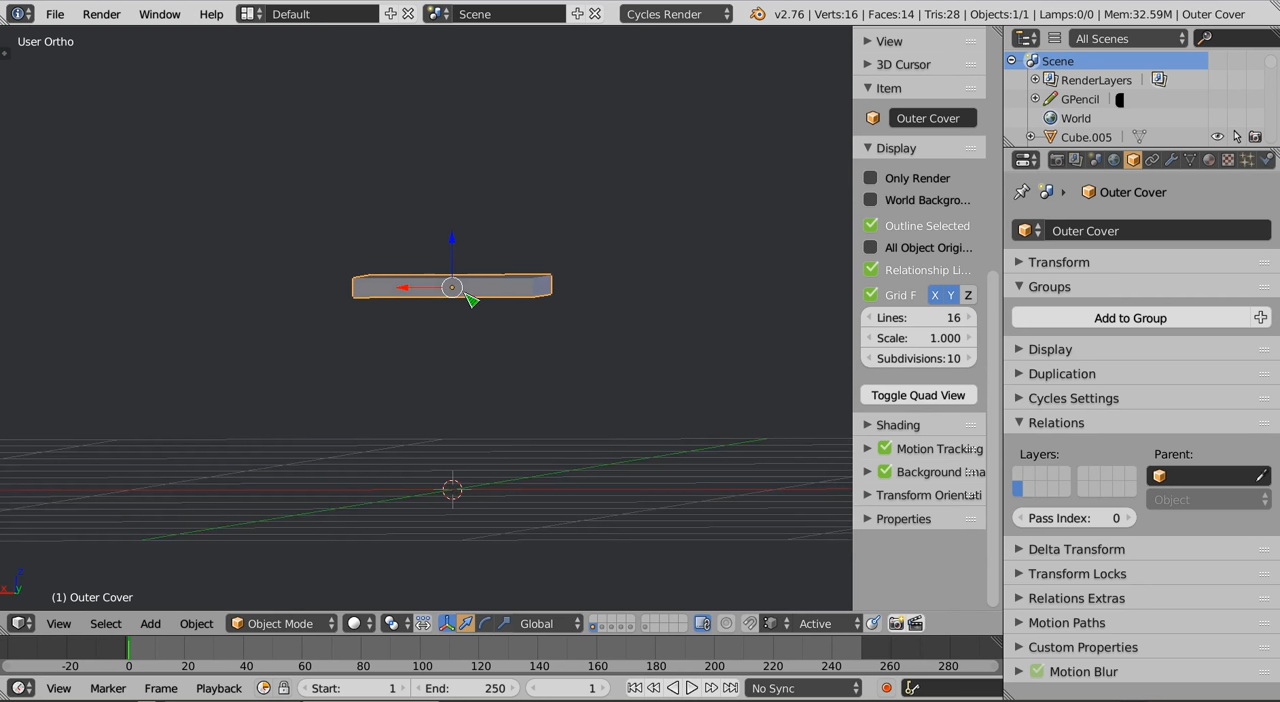 File Render Window Help Default Scene Cycles Render v2.76 | Verts:16 | Faces:14 | Tris:28 | Objects:1/1 | Lamps:0/0 | Mem:32.59M | Outer Cover
User Ortho
View
3D Cursor
Item
Outer Cover
Display
Only Render
World Backgro...
Outline Selected
All Object Origi...
Relationship Li...
Grid F X Y Z
Lines: 16
Scale: 1.000
Subdivisions: 10
Toggle Quad View
Shading
Motion Tracking
Background Ima
Transform Orientati
Properties
All Scenes
Scene
RenderLayers |
GPencil |
World
Cube.005 |
Outer Cover
Outer Cover
Transform
Groups
Add to Group
Display
Duplication
Cycles Settings
Relations
Layers: Parent:
Object
Pass Index: 0
Delta Transform
Transform Locks
Relations Extras
Motion Paths
Custom Properties
Motion Blur
z
x y
(1) Outer Cover
View Select Add Object Object Mode Global Active
-20 0 20 40 60 80 100 120 140 160 180 200 220 240 260 280
View Marker Frame Playback Start: 1 End: 250 1 No Sync